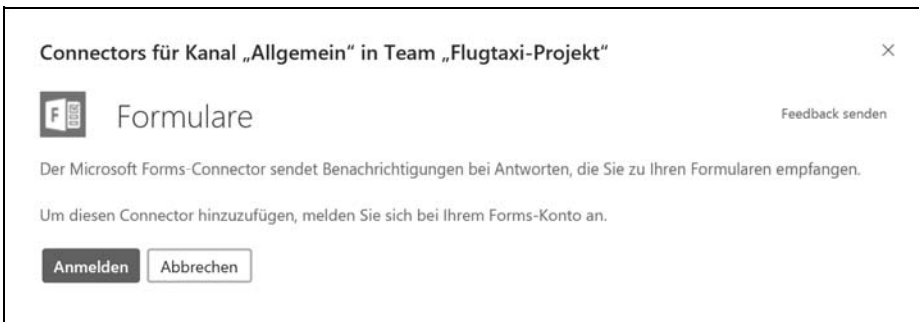 Connectors für Kanal „Allgemein“ in Team „Flugtaxi-Projekt“
F
Formulare
Feedback senden
Der Microsoft Forms-Connector sendet Benachrichtigungen bei Antworten, die Sie zu Ihren Formularen empfangen.
Um diesen Connector hinzuzufügen, melden Sie sich bei Ihrem Forms-Konto an.
Anmelden
Abbrechen